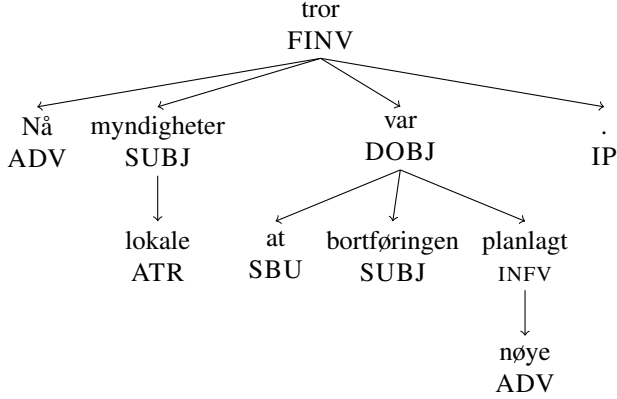 tror
FINV
Nå myndigheter var .
ADV SUBJ DOBJ IP
lokale at bortføringen planlagt
ATR SBU SUBJ INFV
nøye
ADV